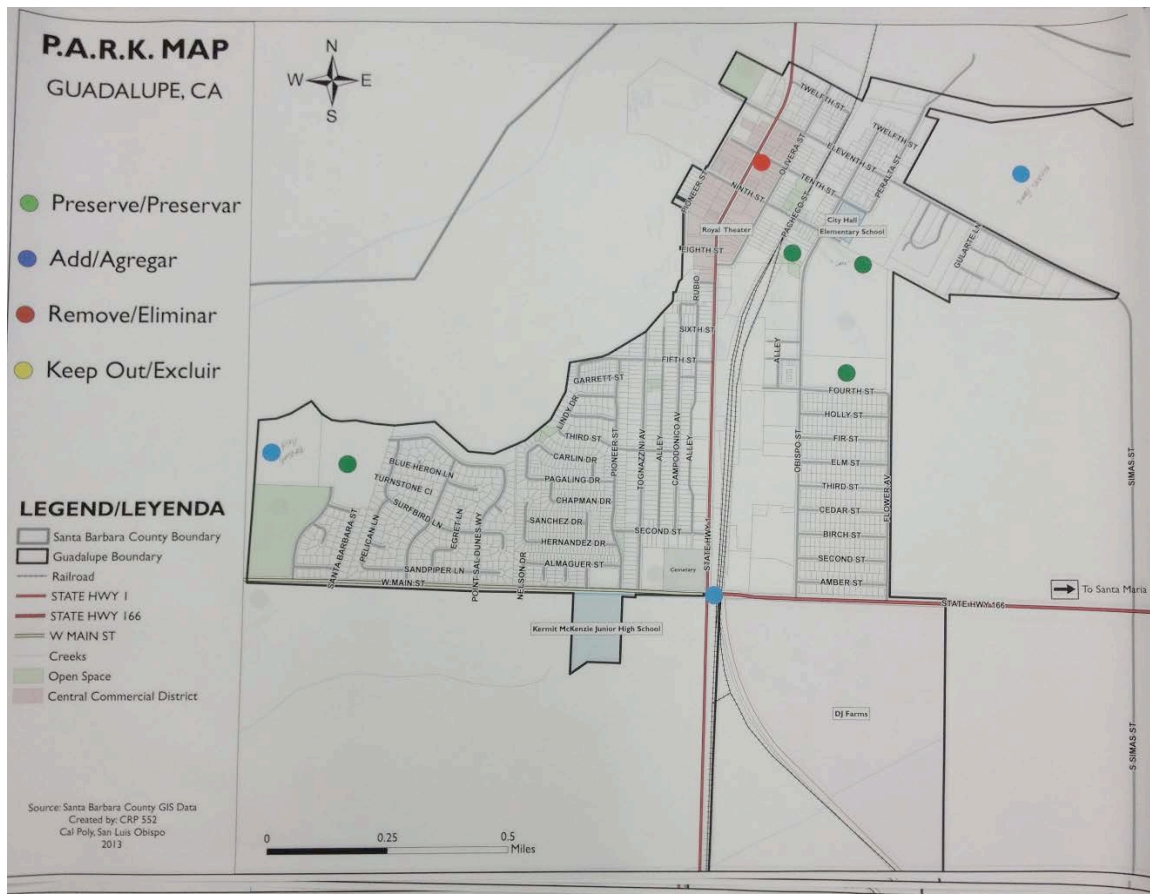 P.A.R.K. MAP
GUADALUPE, CA
N
W E
S
Preserve/Preservar
Add/Agregar
Remove/Eliminar
Keep Out/Excluir
LEGEND/LEYENDA
Santa Barbara County Boundary
Guadalupe Boundary
Railroad
STATE HWY 1
STATE HWY 166
W MAIN ST
Creeks
Open Space
Central Commercial District
Source: Santa Barbara County GIS Data
Created by: CRP 552
Cal Poly, San Luis Obispo
2013
0 0.25 0.5
Miles
TWELFTH ST
TWELFTH ST
OLIVERA ST
ELEVENTH ST
PERALTA ST
TENTH ST
NINTH ST
PIONEER ST
PACHECO ST
City Hall
Elementary School
Royal Theater
EIGHTH ST
GULARTE LN
RUBIO
SIXTH ST
FIFTH ST
ALLEY
GARRETT ST
FOURTH ST
LINDY DR
HOLLY ST
THIRD ST
FIR ST
CARLIN DR
PIONEER ST
TOGNAZZINI AV
ALLEY
CAMPODONICO AV
ALLEY
OBISPO ST
ELM ST
BLUE HERON LN
TURNSTONE CI
PAGALING DR
THIRD ST
FLOWER AV
SIMAS ST
CHAPMAN DR
CEDAR ST
SURFBIRD LN
EGRET LN
SANCHEZ DR
SECOND ST
BIRCH ST
SANTA BARBARA ST
PELICAN LN
POINT SAL DUNES WY
NELSON DR
HERNANDEZ DR
SECOND ST
ALMAGUER ST
SANDPIPER LN
W MAIN ST
Cemetery
STATE HWY 1
AMBER ST
STATE HWY 166
To Santa Maria
Kermit McKenzie Junior High School
DJ Farms
S SIMAS ST